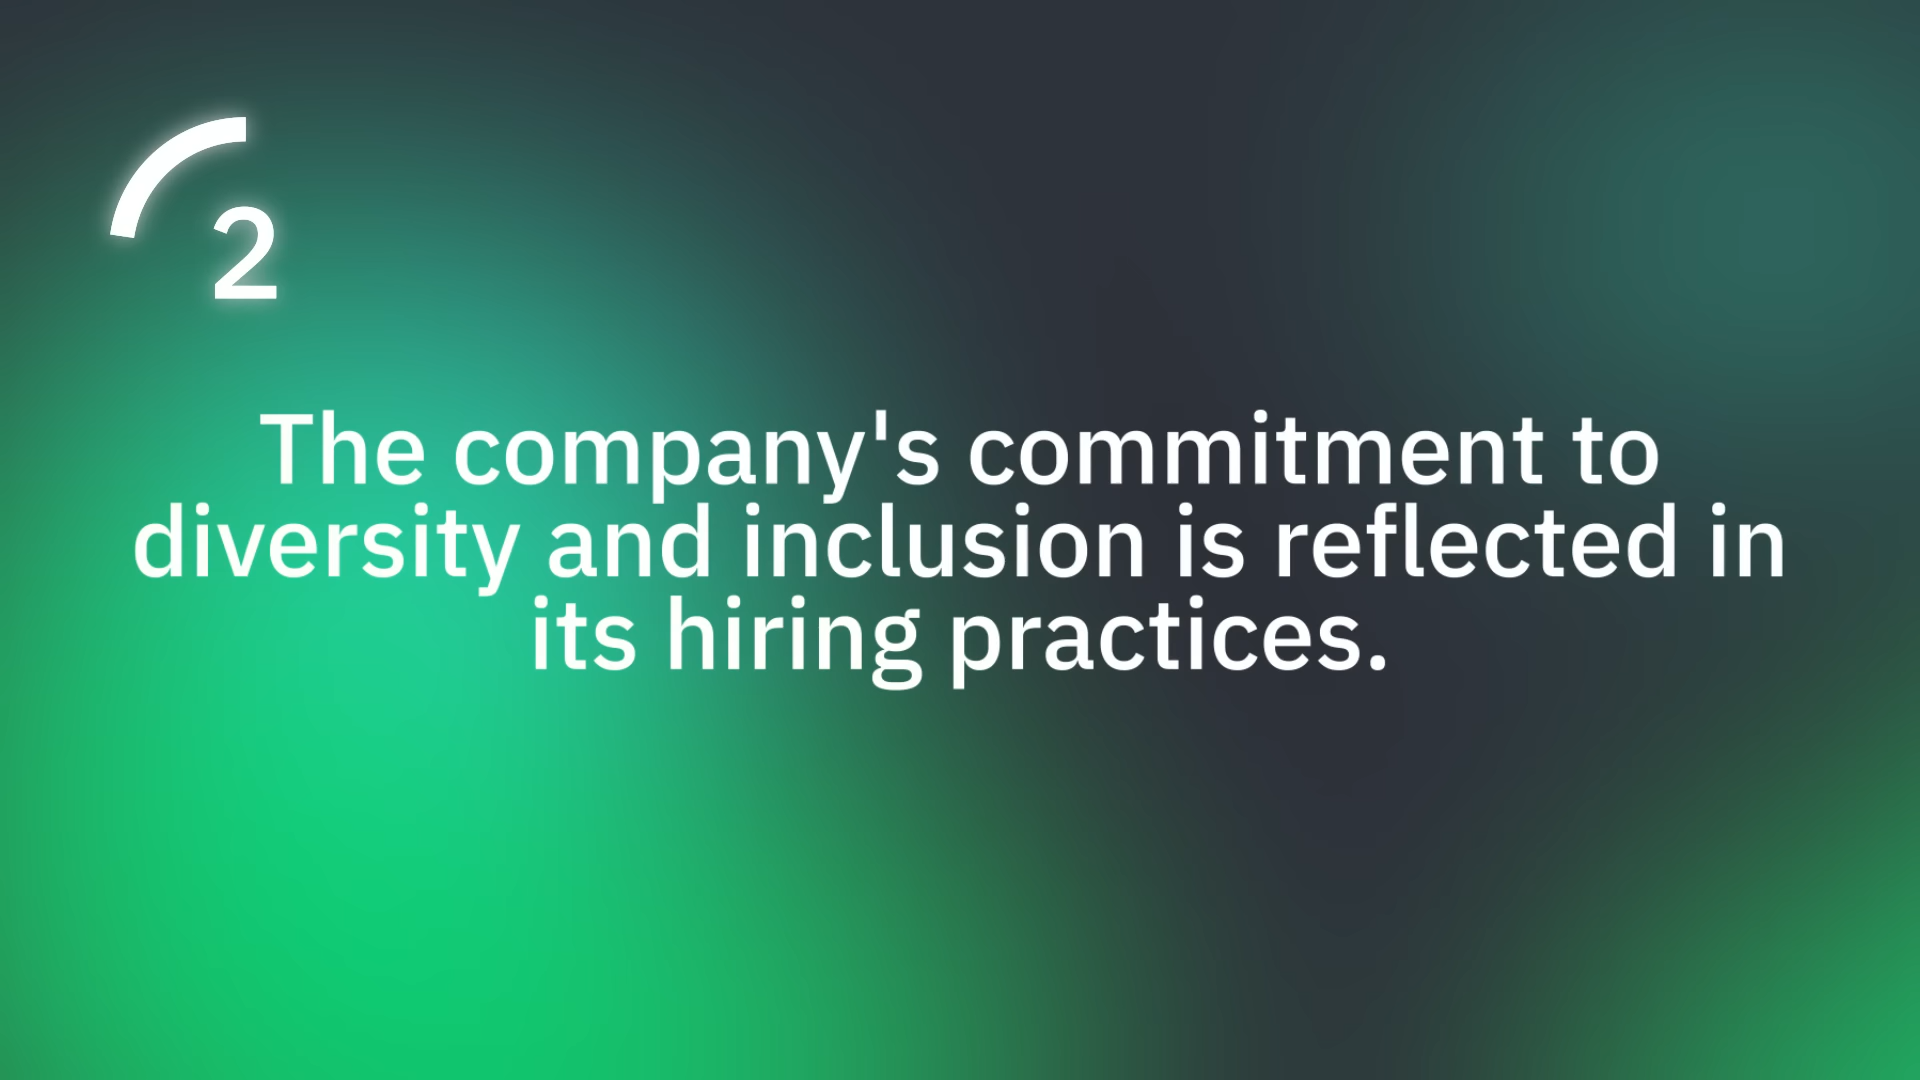 2
The company's commitment to
diversity and inclusion is reflected in
its hiring practices.